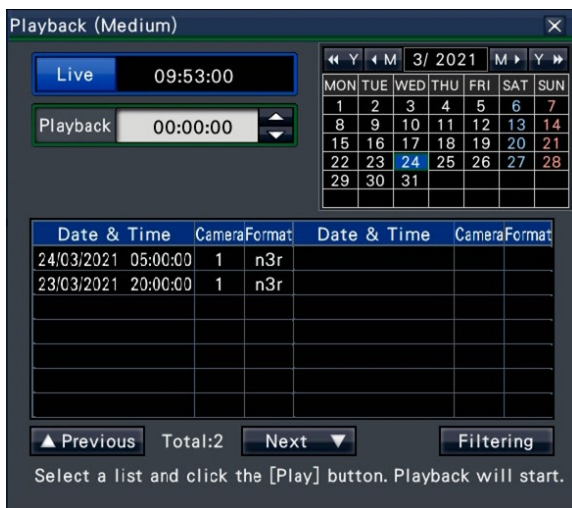 Playback (Medium)
Live 09:53:00
Playback 00:00:00
Y M 3/ 2021 M Y
MON TUE WED THU FRI SAT SUN
1 2 3 4 5 6 7
8 9 10 11 12 13 14
15 16 17 18 19 20 21
22 23 24 25 26 27 28
29 30 31
Date & Time Camera Format Date & Time Camera Format
24/03/2021 05:00:00 1 n3r
23/03/2021 20:00:00 1 n3r
Previous Total:2 Next Filtering
Select a list and click the [Play] button. Playback will start.